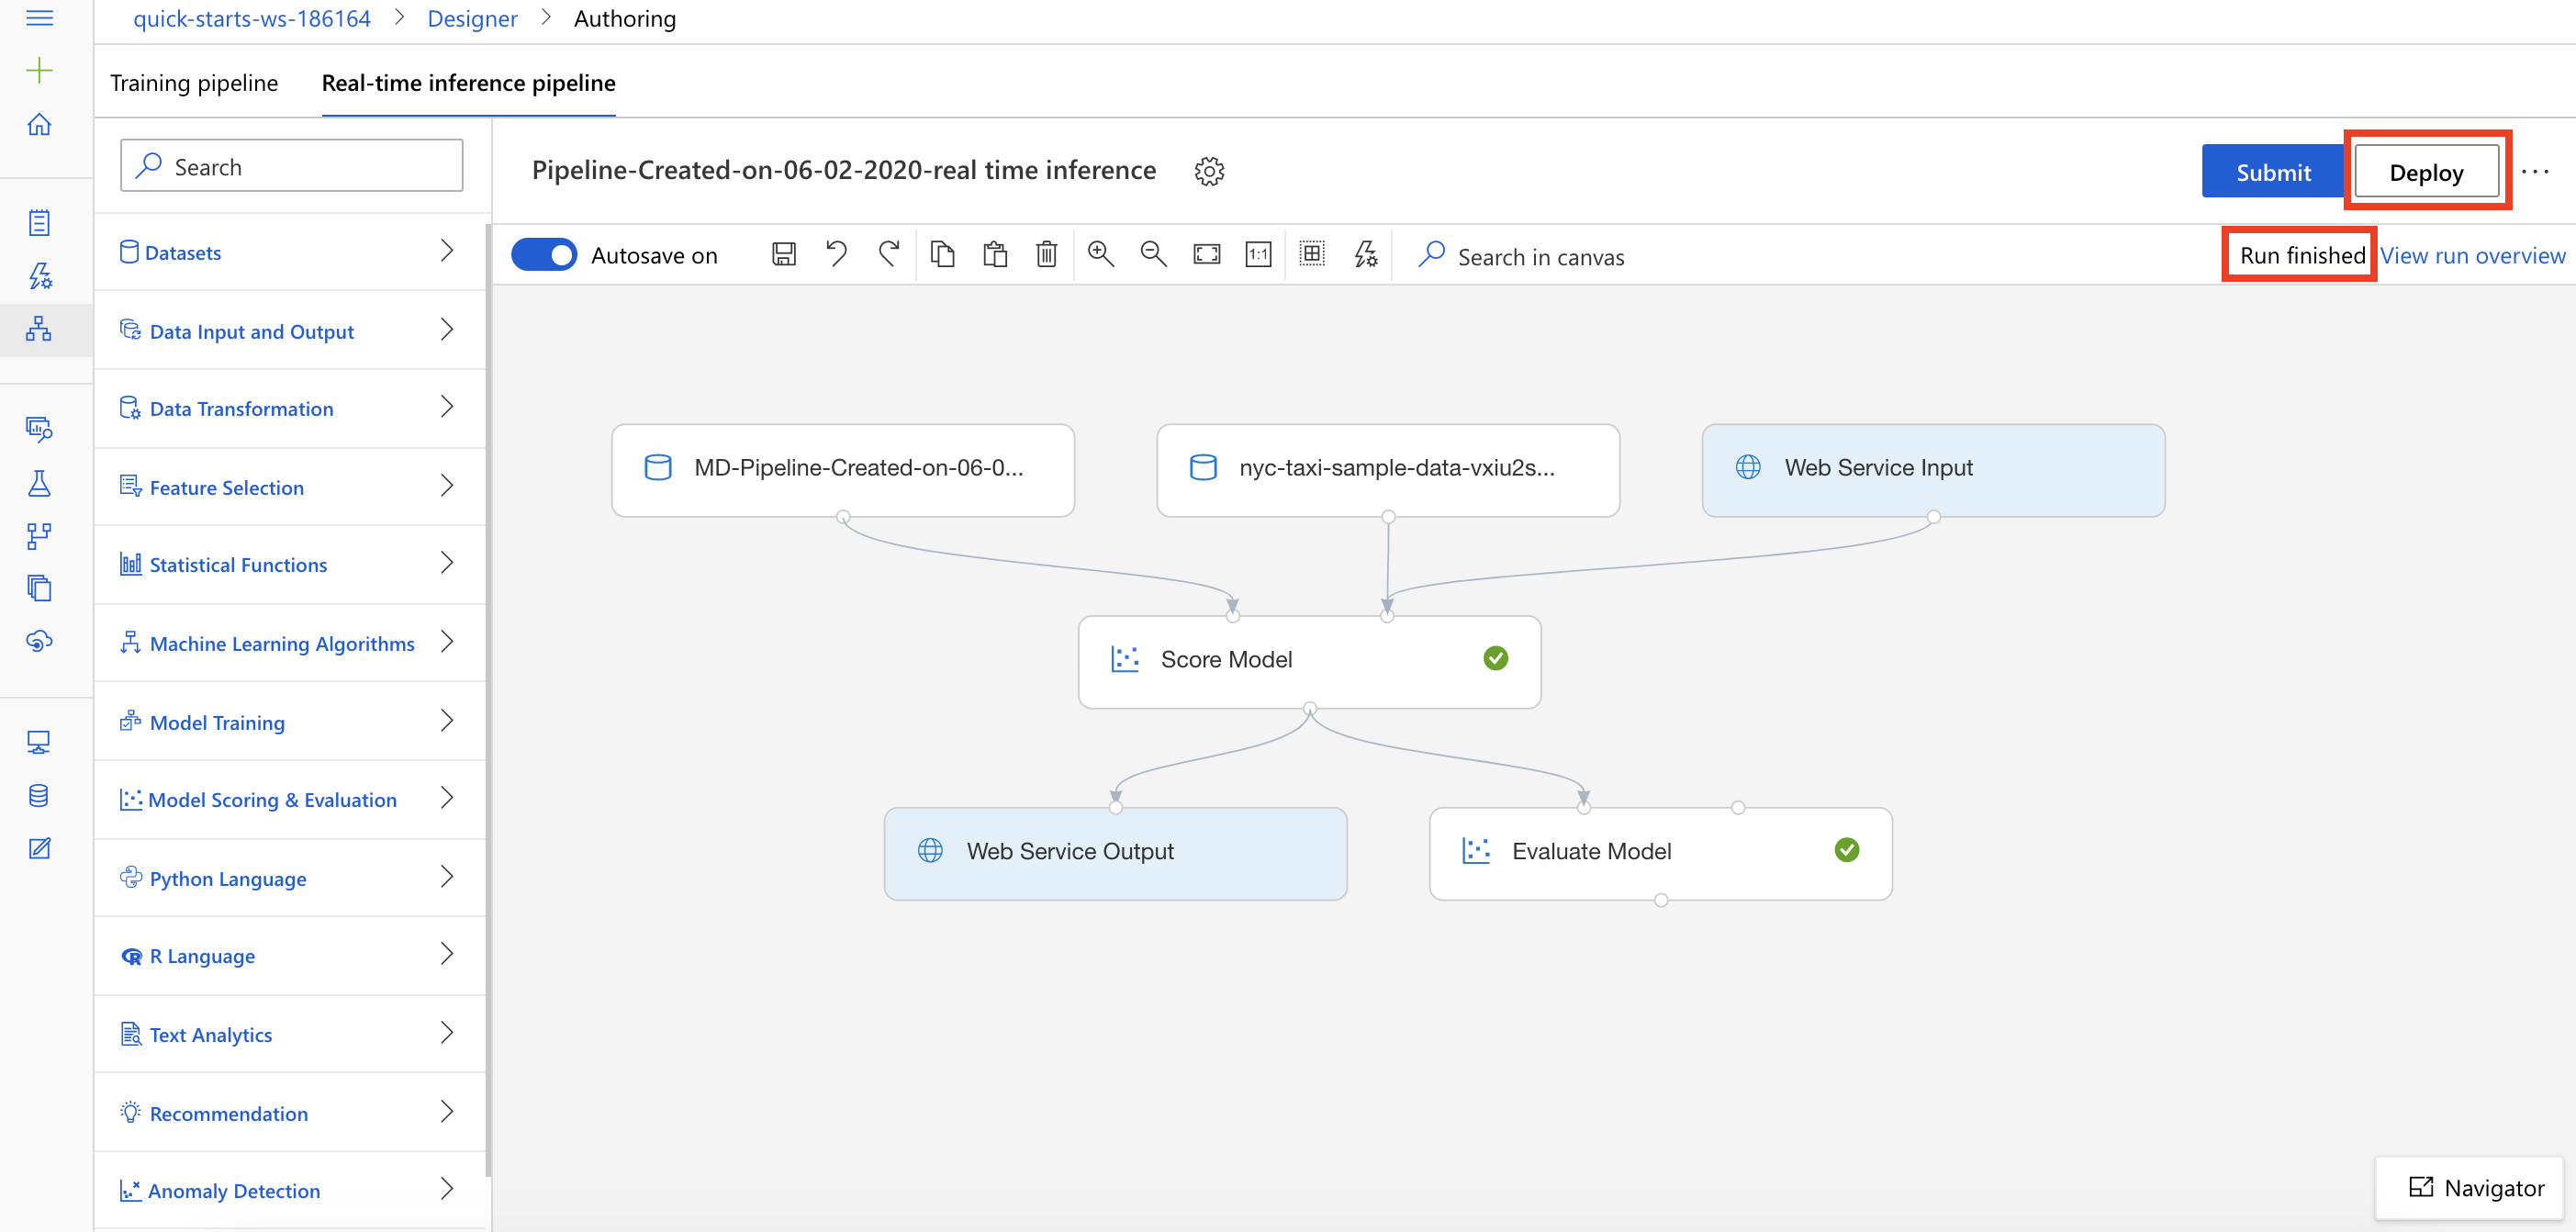 quick-starts-ws-186164 > Designer > Authoring
Training pipeline Real-time inference pipeline
Search
Pipeline-Created-on-06-02-2020-real time inference
Submit Deploy ...
Autosave on
1:1
Search in canvas
Run finished View run overview
Datasets
Data Input and Output
Data Transformation
Feature Selection
Statistical Functions
Machine Learning Algorithms
Model Training
Model Scoring & Evaluation
Python Language
R Language
Text Analytics
Recommendation
Anomaly Detection
MD-Pipeline-Created-on-06-0...
nyc-taxi-sample-data-vxiu2s...
Web Service Input
Score Model
Web Service Output
Evaluate Model
Navigator